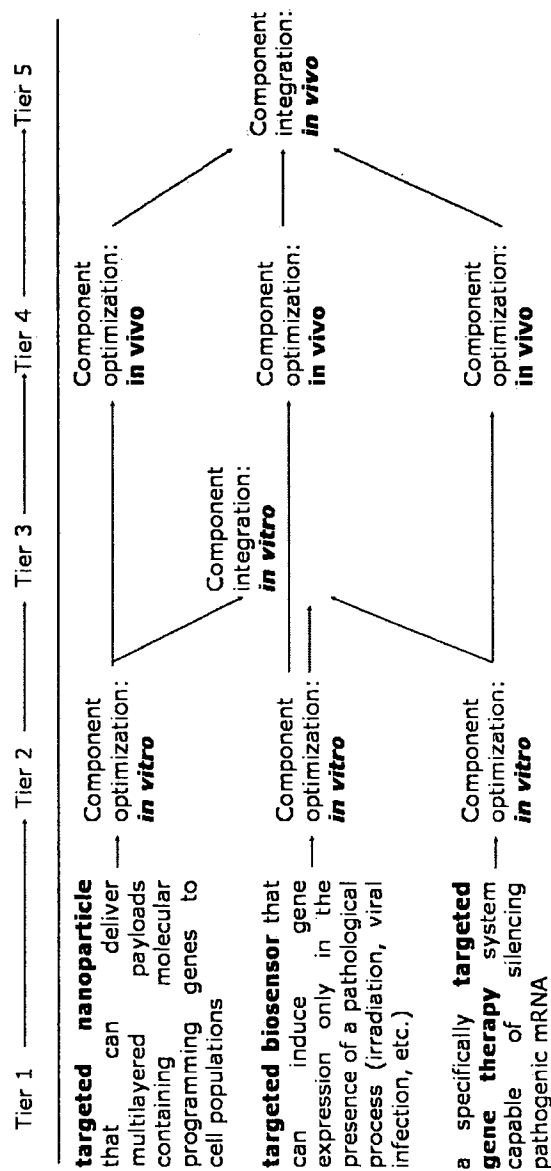 Tier 1
Tier 2
Tier 3
Tier 4
Tier 5
targeted nanoparticle
that can deliver
multilayered payloads
containing molecular
programming genes to
cell populations
Component
optimization:
in vitro
Component
integration:
in vitro
Component
optimization:
in vivo
targeted biosensor that
can induce gene
expression only in the
presence of a pathological
process (irradiation, viral
infection, etc.)
Component
optimization:
in vitro
Component
optimization:
in vivo
Component
integration:
in vivo
a specifically targeted
gene therapy system
capable of silencing
pathogenic mRNA
Component
optimization:
in vitro
Component
optimization:
in vivo